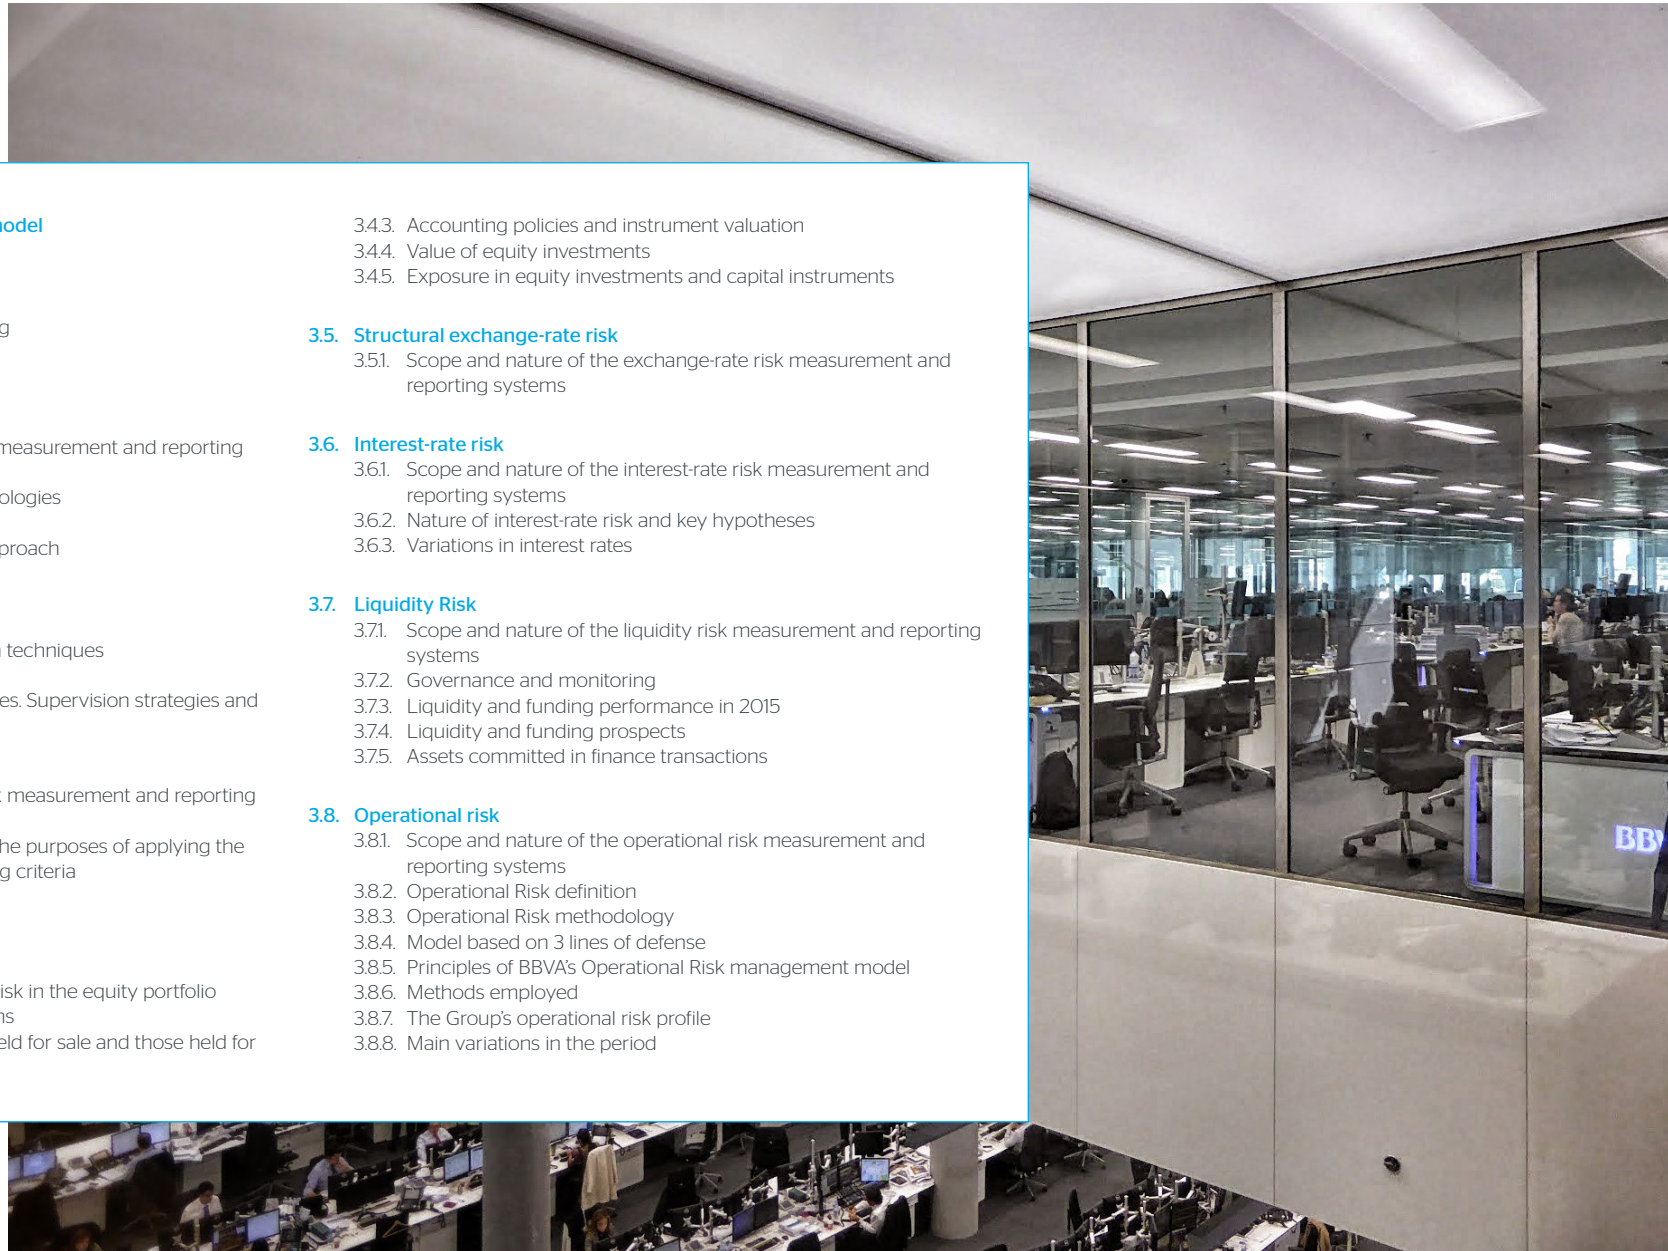 model
g
measurement and reporting
ologies
proach
techniques
es. Supervision strategies and
measurement and reporting
he purposes of applying the
g criteria
isk in the equity portfolio
ns
eld for sale and those held for
3.4.3. Accounting policies and instrument valuation
3.4.4. Value of equity investments
3.4.5. Exposure in equity investments and capital instruments
3.5. Structural exchange-rate risk
3.5.1. Scope and nature of the exchange-rate risk measurement and
reporting systems
3.6. Interest-rate risk
3.6.1. Scope and nature of the interest-rate risk measurement and
reporting systems
3.6.2. Nature of interest-rate risk and key hypotheses
3.6.3. Variations in interest rates
3.7. Liquidity Risk
3.7.1. Scope and nature of the liquidity risk measurement and reporting
systems
3.7.2. Governance and monitoring
3.7.3. Liquidity and funding performance in 2015
3.7.4. Liquidity and funding prospects
3.7.5. Assets committed in finance transactions
3.8. Operational risk
3.8.1. Scope and nature of the operational risk measurement and
reporting systems
3.8.2. Operational Risk definition
3.8.3. Operational Risk methodology
3.8.4. Model based on 3 lines of defense
3.8.5. Principles of BBVA's Operational Risk management model
3.8.6. Methods employed
3.8.7. The Group's operational risk profile
3.8.8. Main variations in the period
BBV